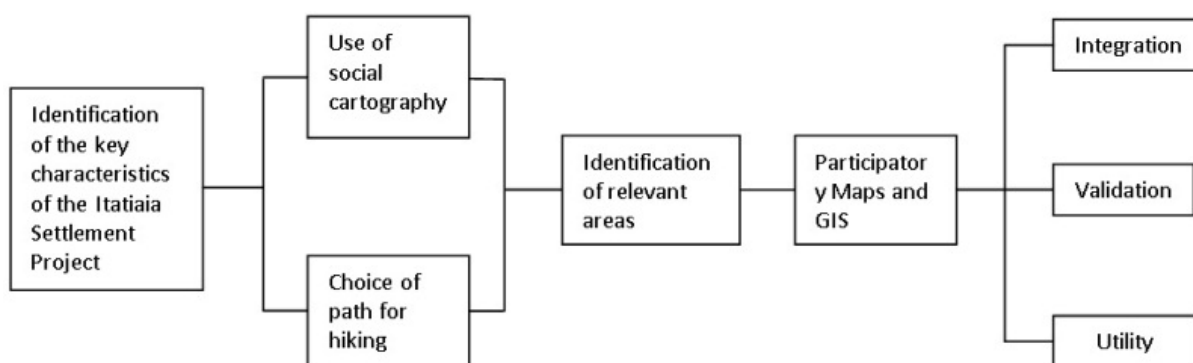 Identification
of the key
characteristics
of the Itatiaia
Settlement
Project
Use of
social
cartography
Choice of
path for
hiking
Identification
of relevant
areas
Participator
y Maps and
GIS
Integration
Validation
Utility